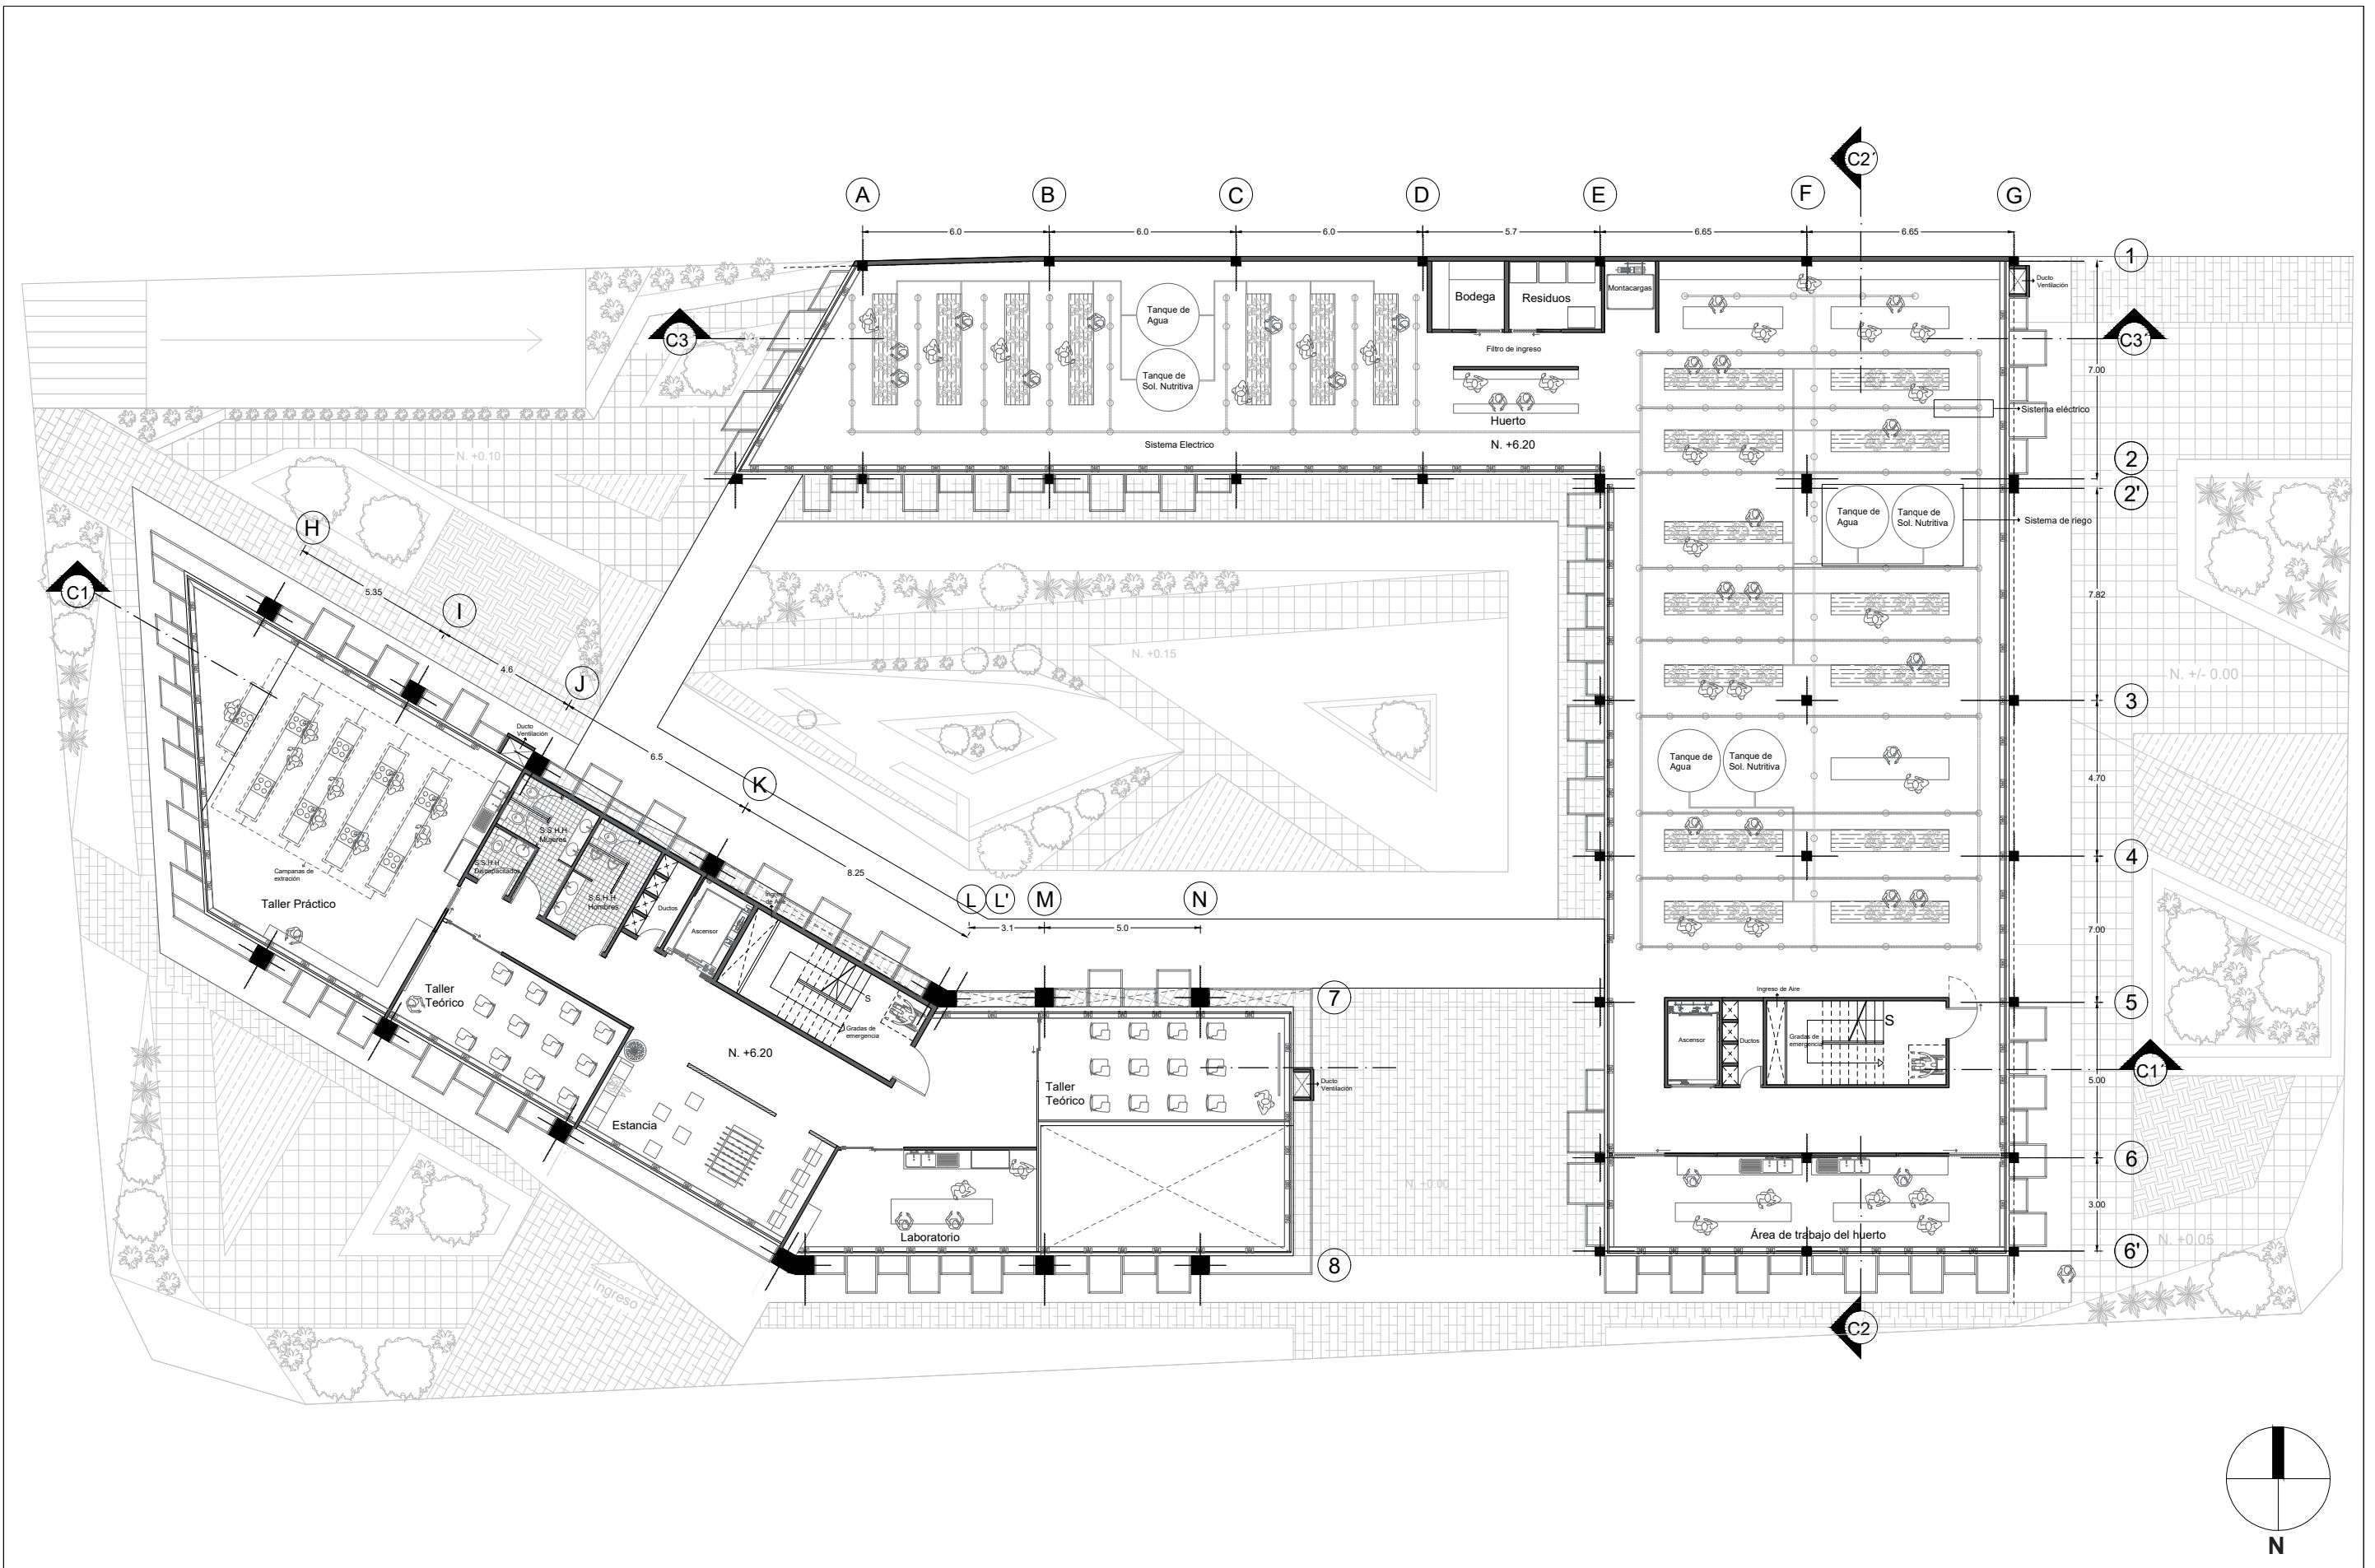 C2´
A
B
C
D
E
F
G
6.0
6.0
6.0
5.7
6.65
6.65
1
Ducto
Ventilación
Bodega
Residuos
Montacargas
Tanque de
Agua
C3
C3´
Filtro de ingreso
7.00
Tanque de
Sol. Nutritiva
Sistema eléctrico
Huerto
Sistema Electrico
N. +6.20
N. +0.10
2
2'
Tanque de
Agua
Tanque de
Sol. Nutritiva
Sistema de riego
H
C1
5.35
I
7.82
4.6
N. +0.15
N. +/- 0.00
J
3
Ducto
Ventilación
6.5
Tanque de
Agua
Tanque de
Sol. Nutritiva
4.70
K
S.S.H.H
Mujeres
S.S.H.H
Discapacitados
4
Campanas de
extración
8.25
Taller Práctico
S.S.H.H
Hombres
Ductos
Ingreso
de Aire
L
L'
M
N
3.1
5.0
Ascensor
7.00
Taller
Teórico
S
7
Ingreso de Aire
5
Gradas de
emergencia
S
Ascensor
Ductos
Gradas de
emergencia
N. +6.20
C1´
Taller
Teórico
Ducto
Ventilación
5.00
Estancia
6
N. +0.00
3.00
Laboratorio
Área de trabajo del huerto
N. +0.05
6'
8
Ingreso
C2
N